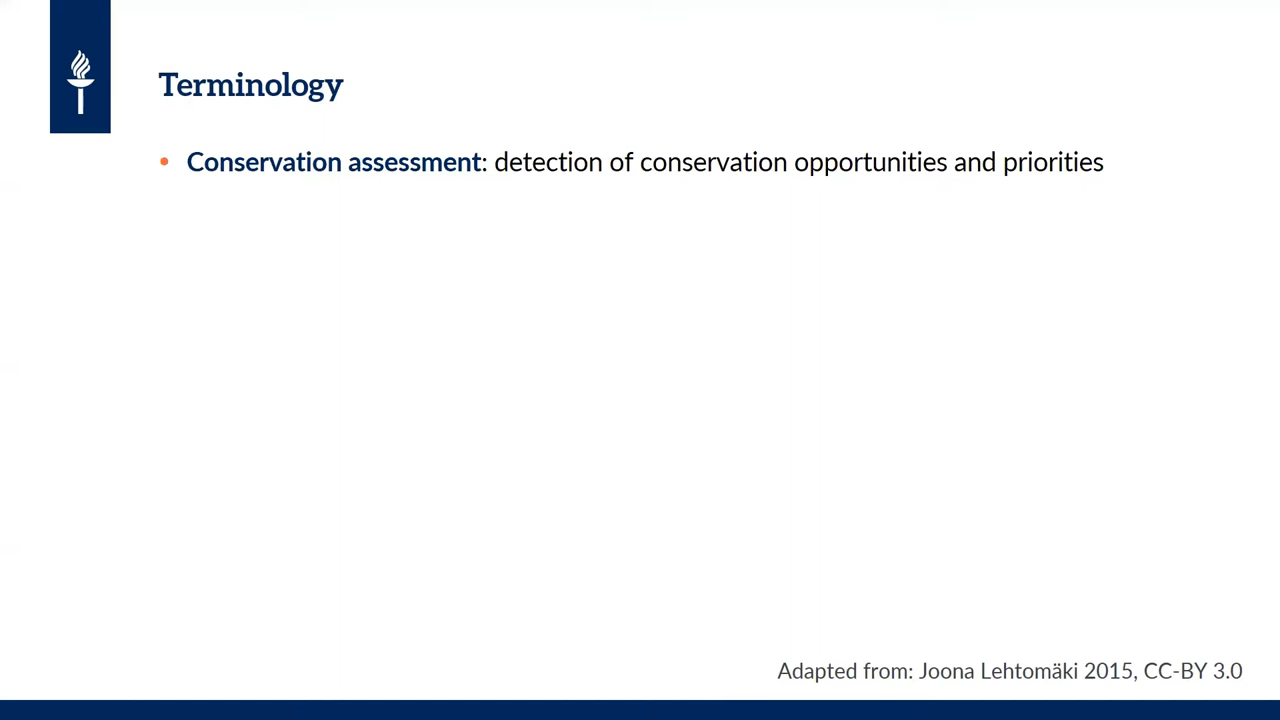 Terminology
• Conservation assessment: detection of conservation opportunities and priorities
Adapted from: Joona Lehtomäki 2015, CC-BY 3.0